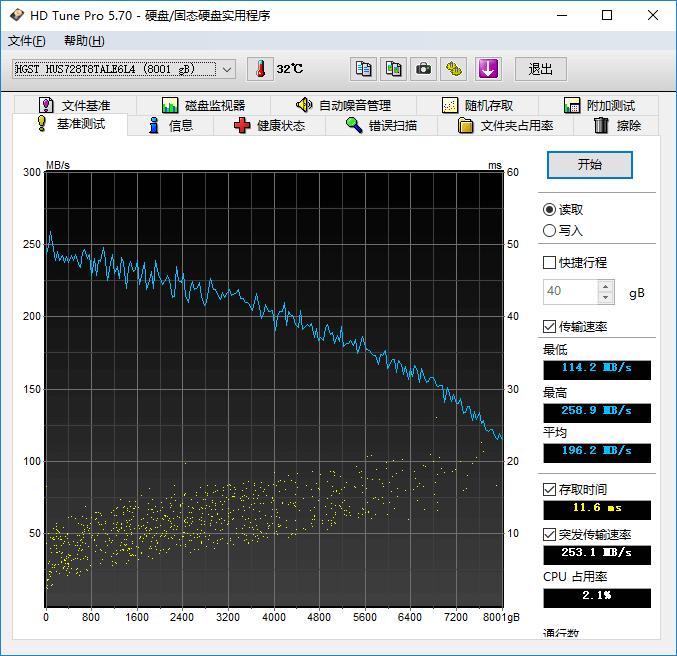 HD Tune Pro 5.70 - 硬盘/固态硬盘实用程序
文件(F) 帮助(H)
HGST HUS728T8TALE6L4 (8001 gB) 32℃ 退出
文件基准 磁盘监视器 自动噪音管理 随机存取 附加测试
基准测试 信息 健康状态 错误扫描 文件夹占用率 擦除
开始
读取
写入
快捷行程
40 gB
传输速率
最低
114.2 MB/s
最高
258.9 MB/s
平均
196.2 MB/s
存取时间
11.6 ms
突发传输速率
253.1 MB/s
CPU 占用率
2.1%
通行数
MB/s ms
300 60
250 50
200 40
150 30
100 20
50 10
0 800 1600 2400 3200 4000 4800 5600 6400 7200 8001gB